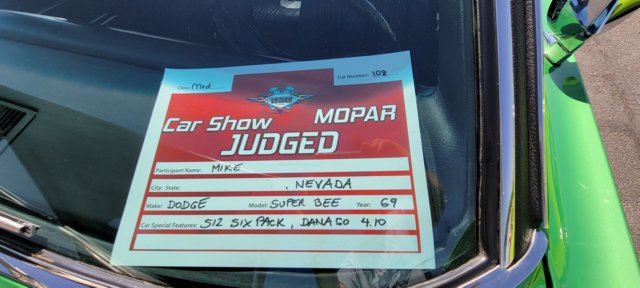 Class: Mod Car Number: 108
VEGAS
Car Show MOPAR
JUDGED
Participant Name: MIKE
City: State: , NEVADA
Make: DODGE Model: SUPER BEE Year: 69
Car Special Features: 512 SIX PACK, DANA 60 4.10